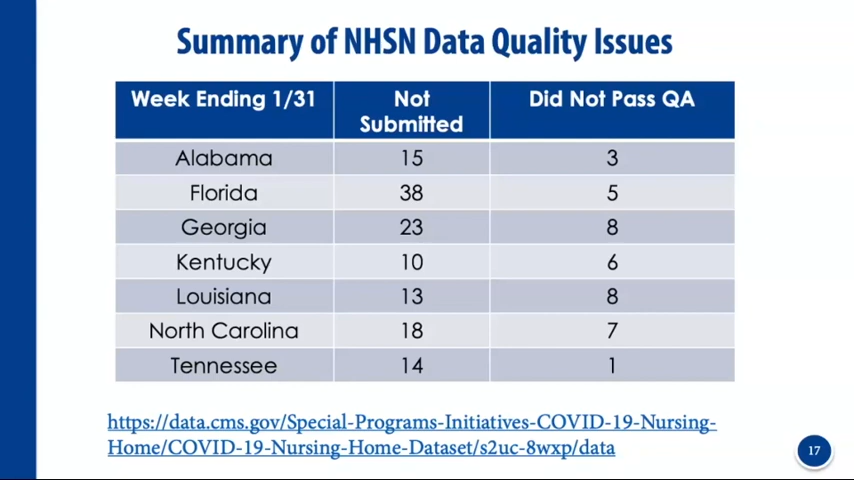 Summary of NHSN Data Quality Issues
Week Ending 1/31 Not Submitted Did Not Pass QA
Alabama 15 3
Florida 38 5
Georgia 23 8
Kentucky 10 6
Louisiana 13 8
North Carolina 18 7
Tennessee 14 1
https://data.cms.gov/Special-Programs-Initiatives-COVID-19-Nursing-
Home/COVID-19-Nursing-Home-Dataset/s2uc-8wxp/data
17